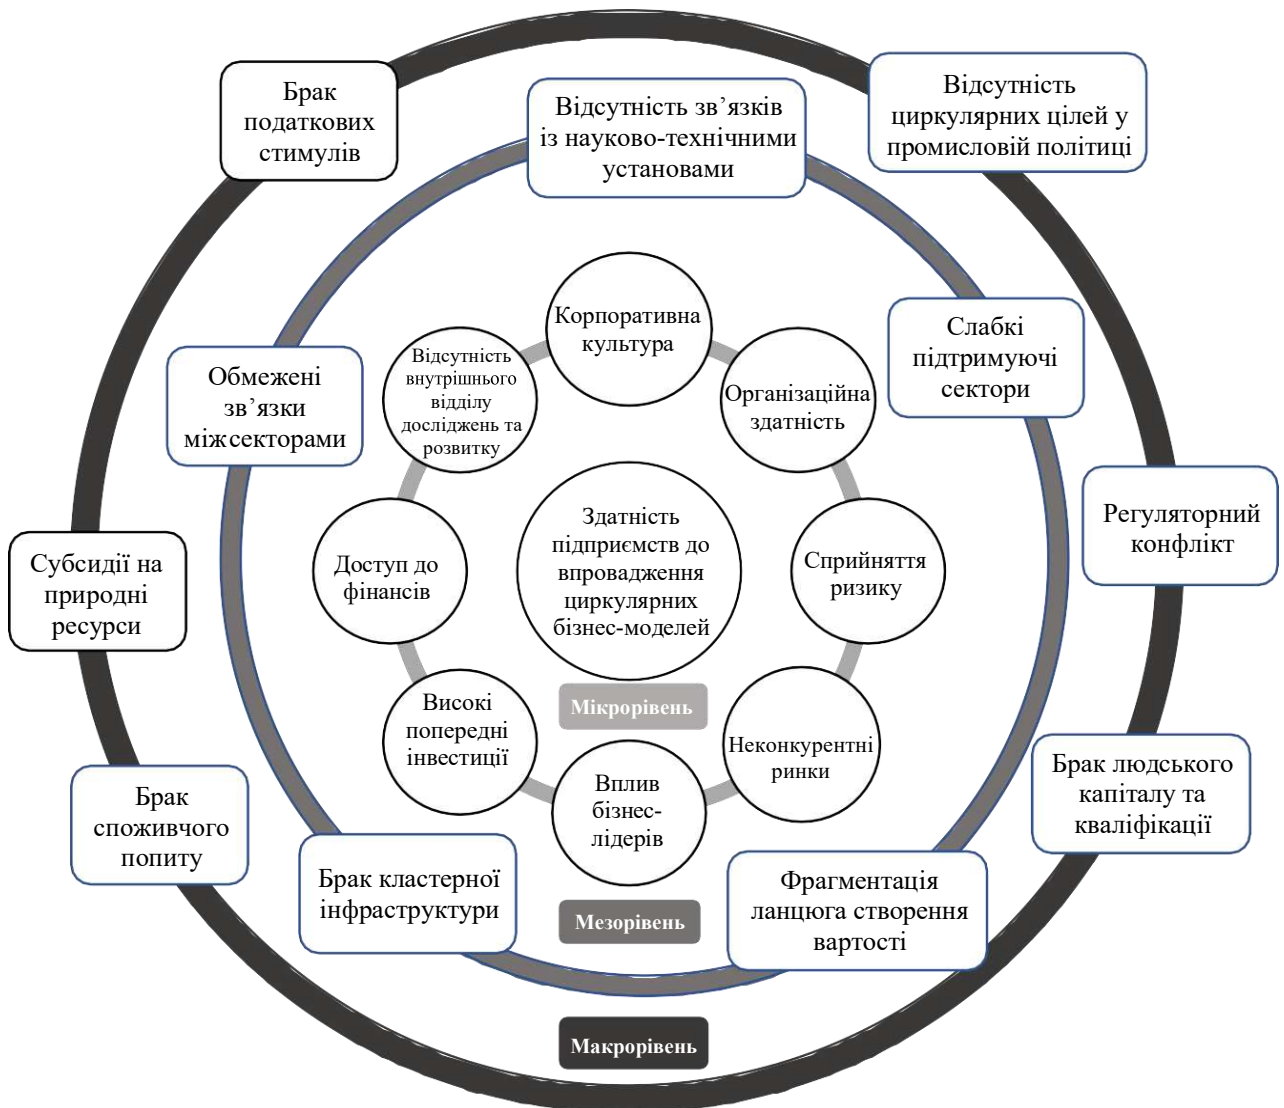 Брак
податкових
стимулів
Відсутність зв’язків
із науково-технічними
установами
Відсутність
циркулярних цілей у
промисловій політиці
Корпоративна
культура
Слабкі
підтримуючі
сектори
Обмежені
зв’язки
міжсекторами
Відсутність
внутрішнього
відділу
досліджень та
розвитку
Організаційна
здатність
Регуляторний
конфлікт
Субсидії на
природні
ресурси
Доступ до
фінансів
Здатність
підприємств до
впровадження
циркулярних
бізнес-моделей
Сприйняття
ризику
Мікрорівень
Високі
попередні
інвестиції
Неконкурентні
ринки
Брак людського
капіталу та
кваліфікації
Брак
споживчого
попиту
Вплив
бізнес-
лідерів
Брак кластерної
інфраструктури
Фрагментація
ланцюга створення
вартості
Мезорівень
Макрорівень